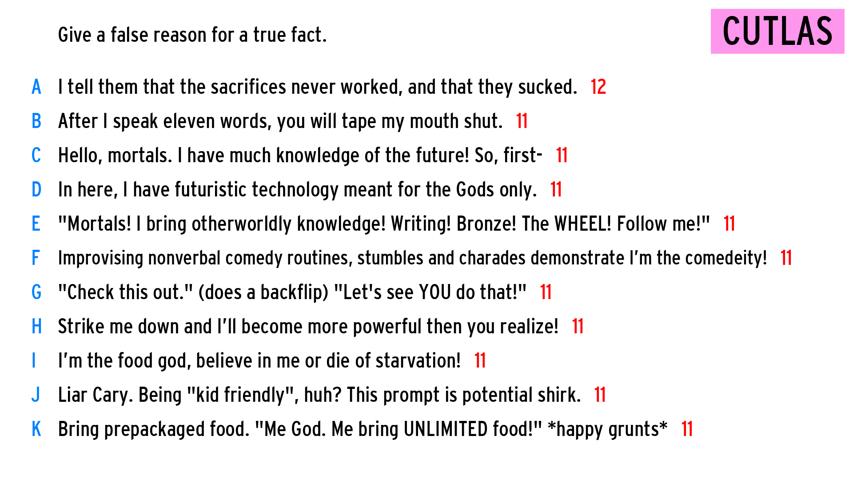 Give a false reason for a true fact.
CUTLAS
A I tell them that the sacrifices never worked, and that they sucked. 12
B After I speak eleven words, you will tape my mouth shut. 11
C Hello, mortals. I have much knowledge of the future! So, first- 11
D In here, I have futuristic technology meant for the Gods only. 11
E "Mortals! I bring otherworldly knowledge! Writing! Bronze! The WHEEL! Follow me!" 11
F Improvising nonverbal comedy routines, stumbles and charades demonstrate I'm the comedeity! 11
G "Check this out." (does a backflip) "Let's see YOU do that!" 11
H Strike me down and I'll become more powerful then you realize! 11
I I'm the food god, believe in me or die of starvation! 11
J Liar Cary. Being "kid friendly", huh? This prompt is potential shirk. 11
K Bring prepackaged food. "Me God. Me bring UNLIMITED food!" *happy grunts* 11